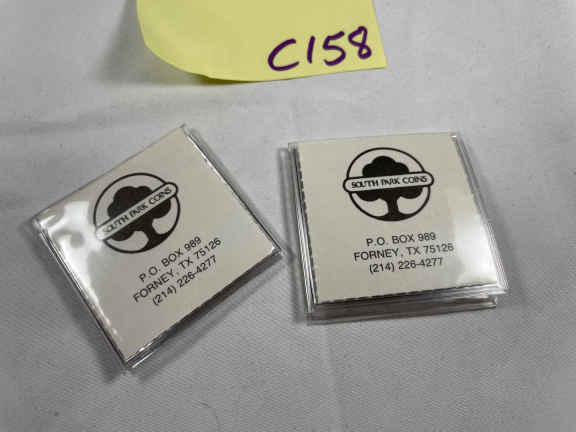 C158
SOUTH PARK COINS
P.O. BOX 989
FORNEY, TX 75126
(214) 226-4277
SOUTH PARK COINS
P.O. BOX 989
FORNEY, TX 75126
(214) 226-4277